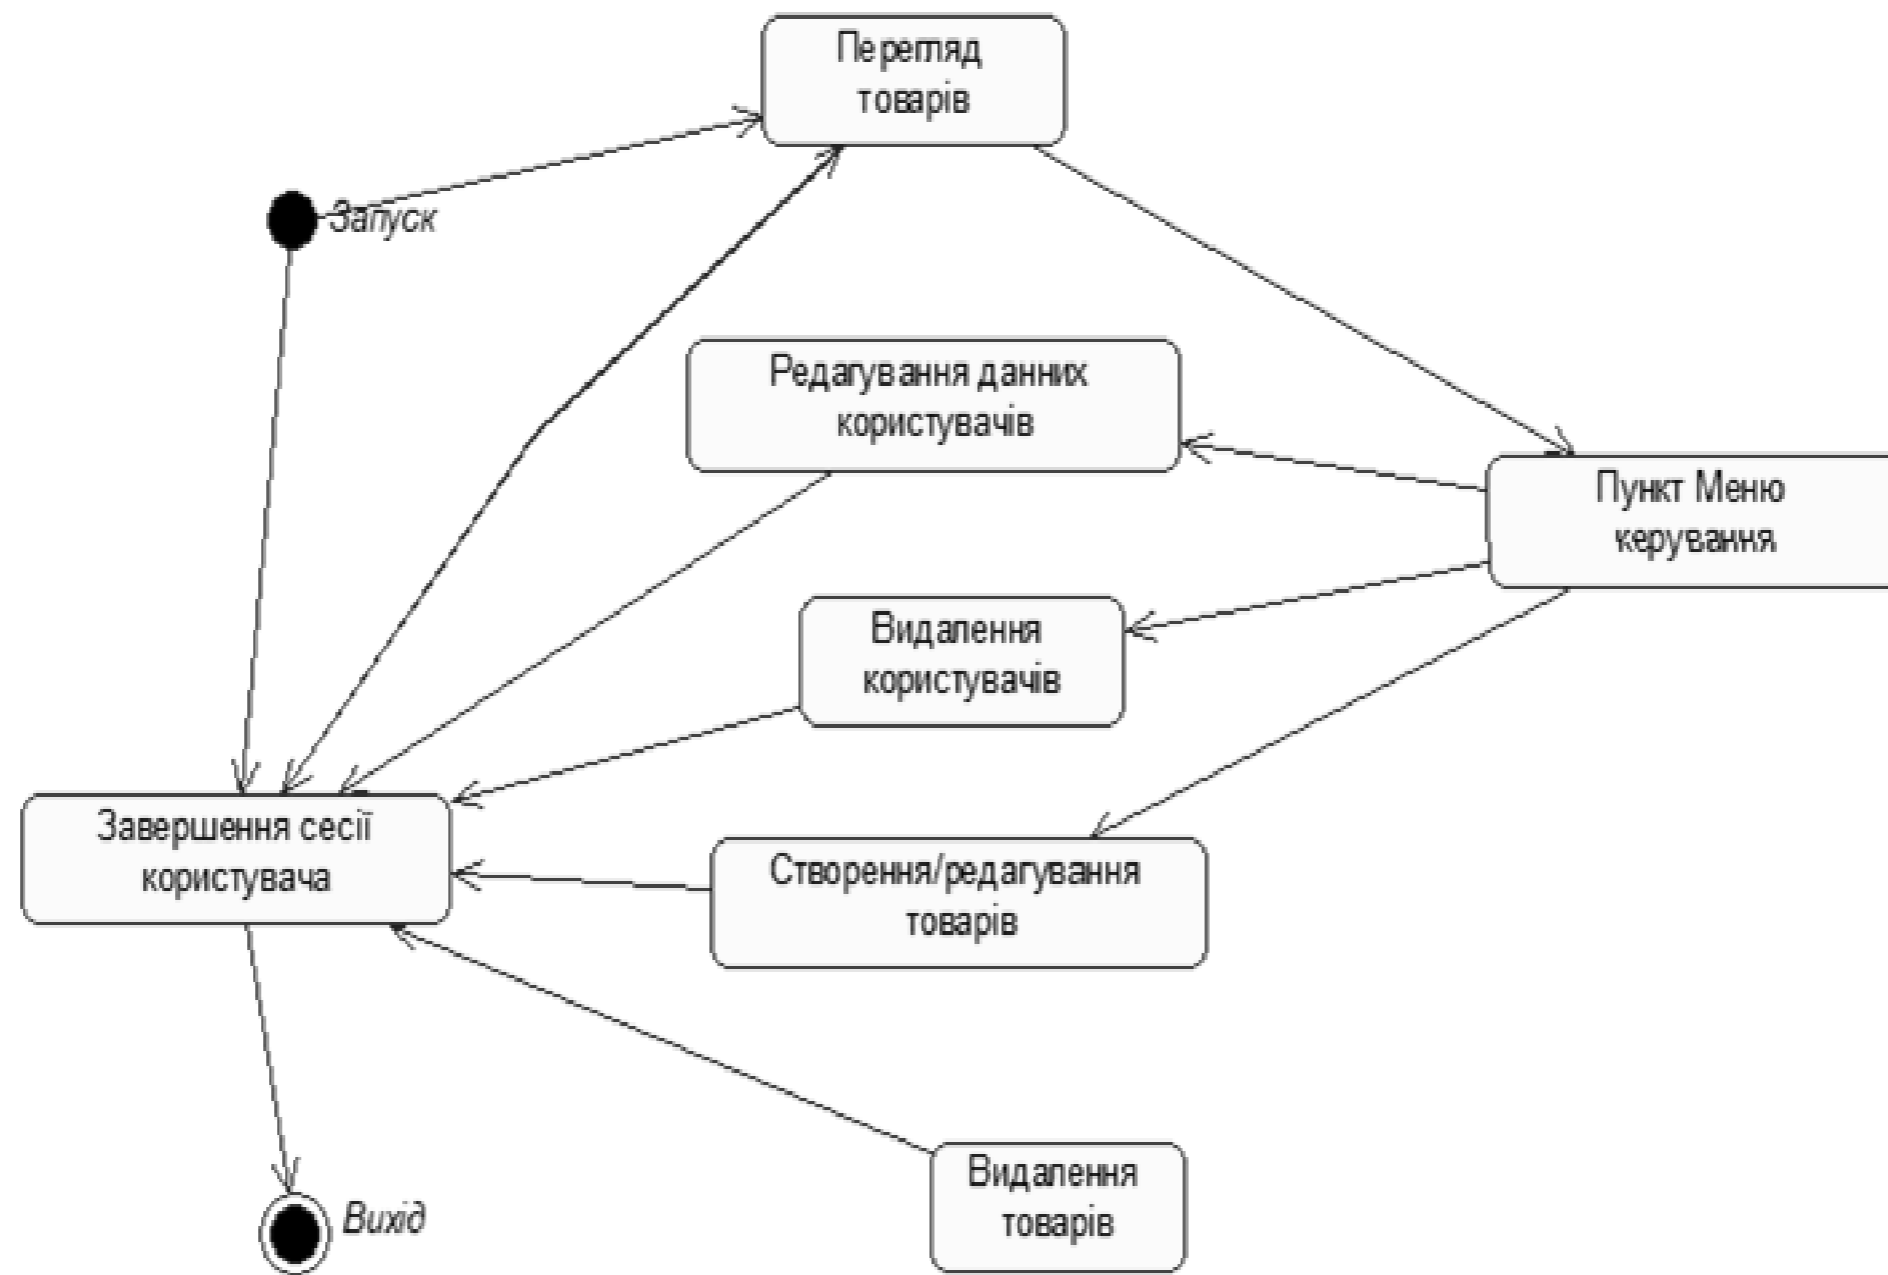 Перегляд
товарів
Запуск
Редагування данних
користувачів
Пункт Меню
керування
Видалення
користувачів
Завершення сесії
користувача
Створення/редагування
товарів
Видалення
товарів
Вихід